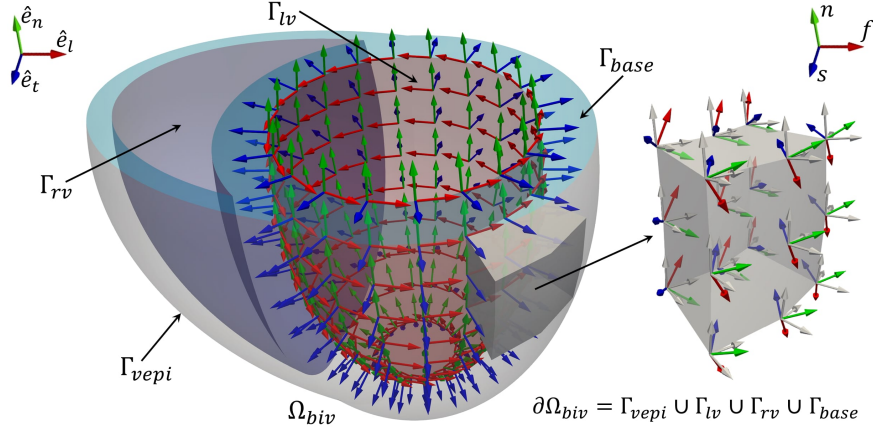 ê_n
ê_l
ê_t
Γ_lv
Γ_base
n
f
s
Γ_rv
Γ_vepi
Ω_biv
∂Ω_biv = Γ_vepi ∪ Γ_lv ∪ Γ_rv ∪ Γ_base